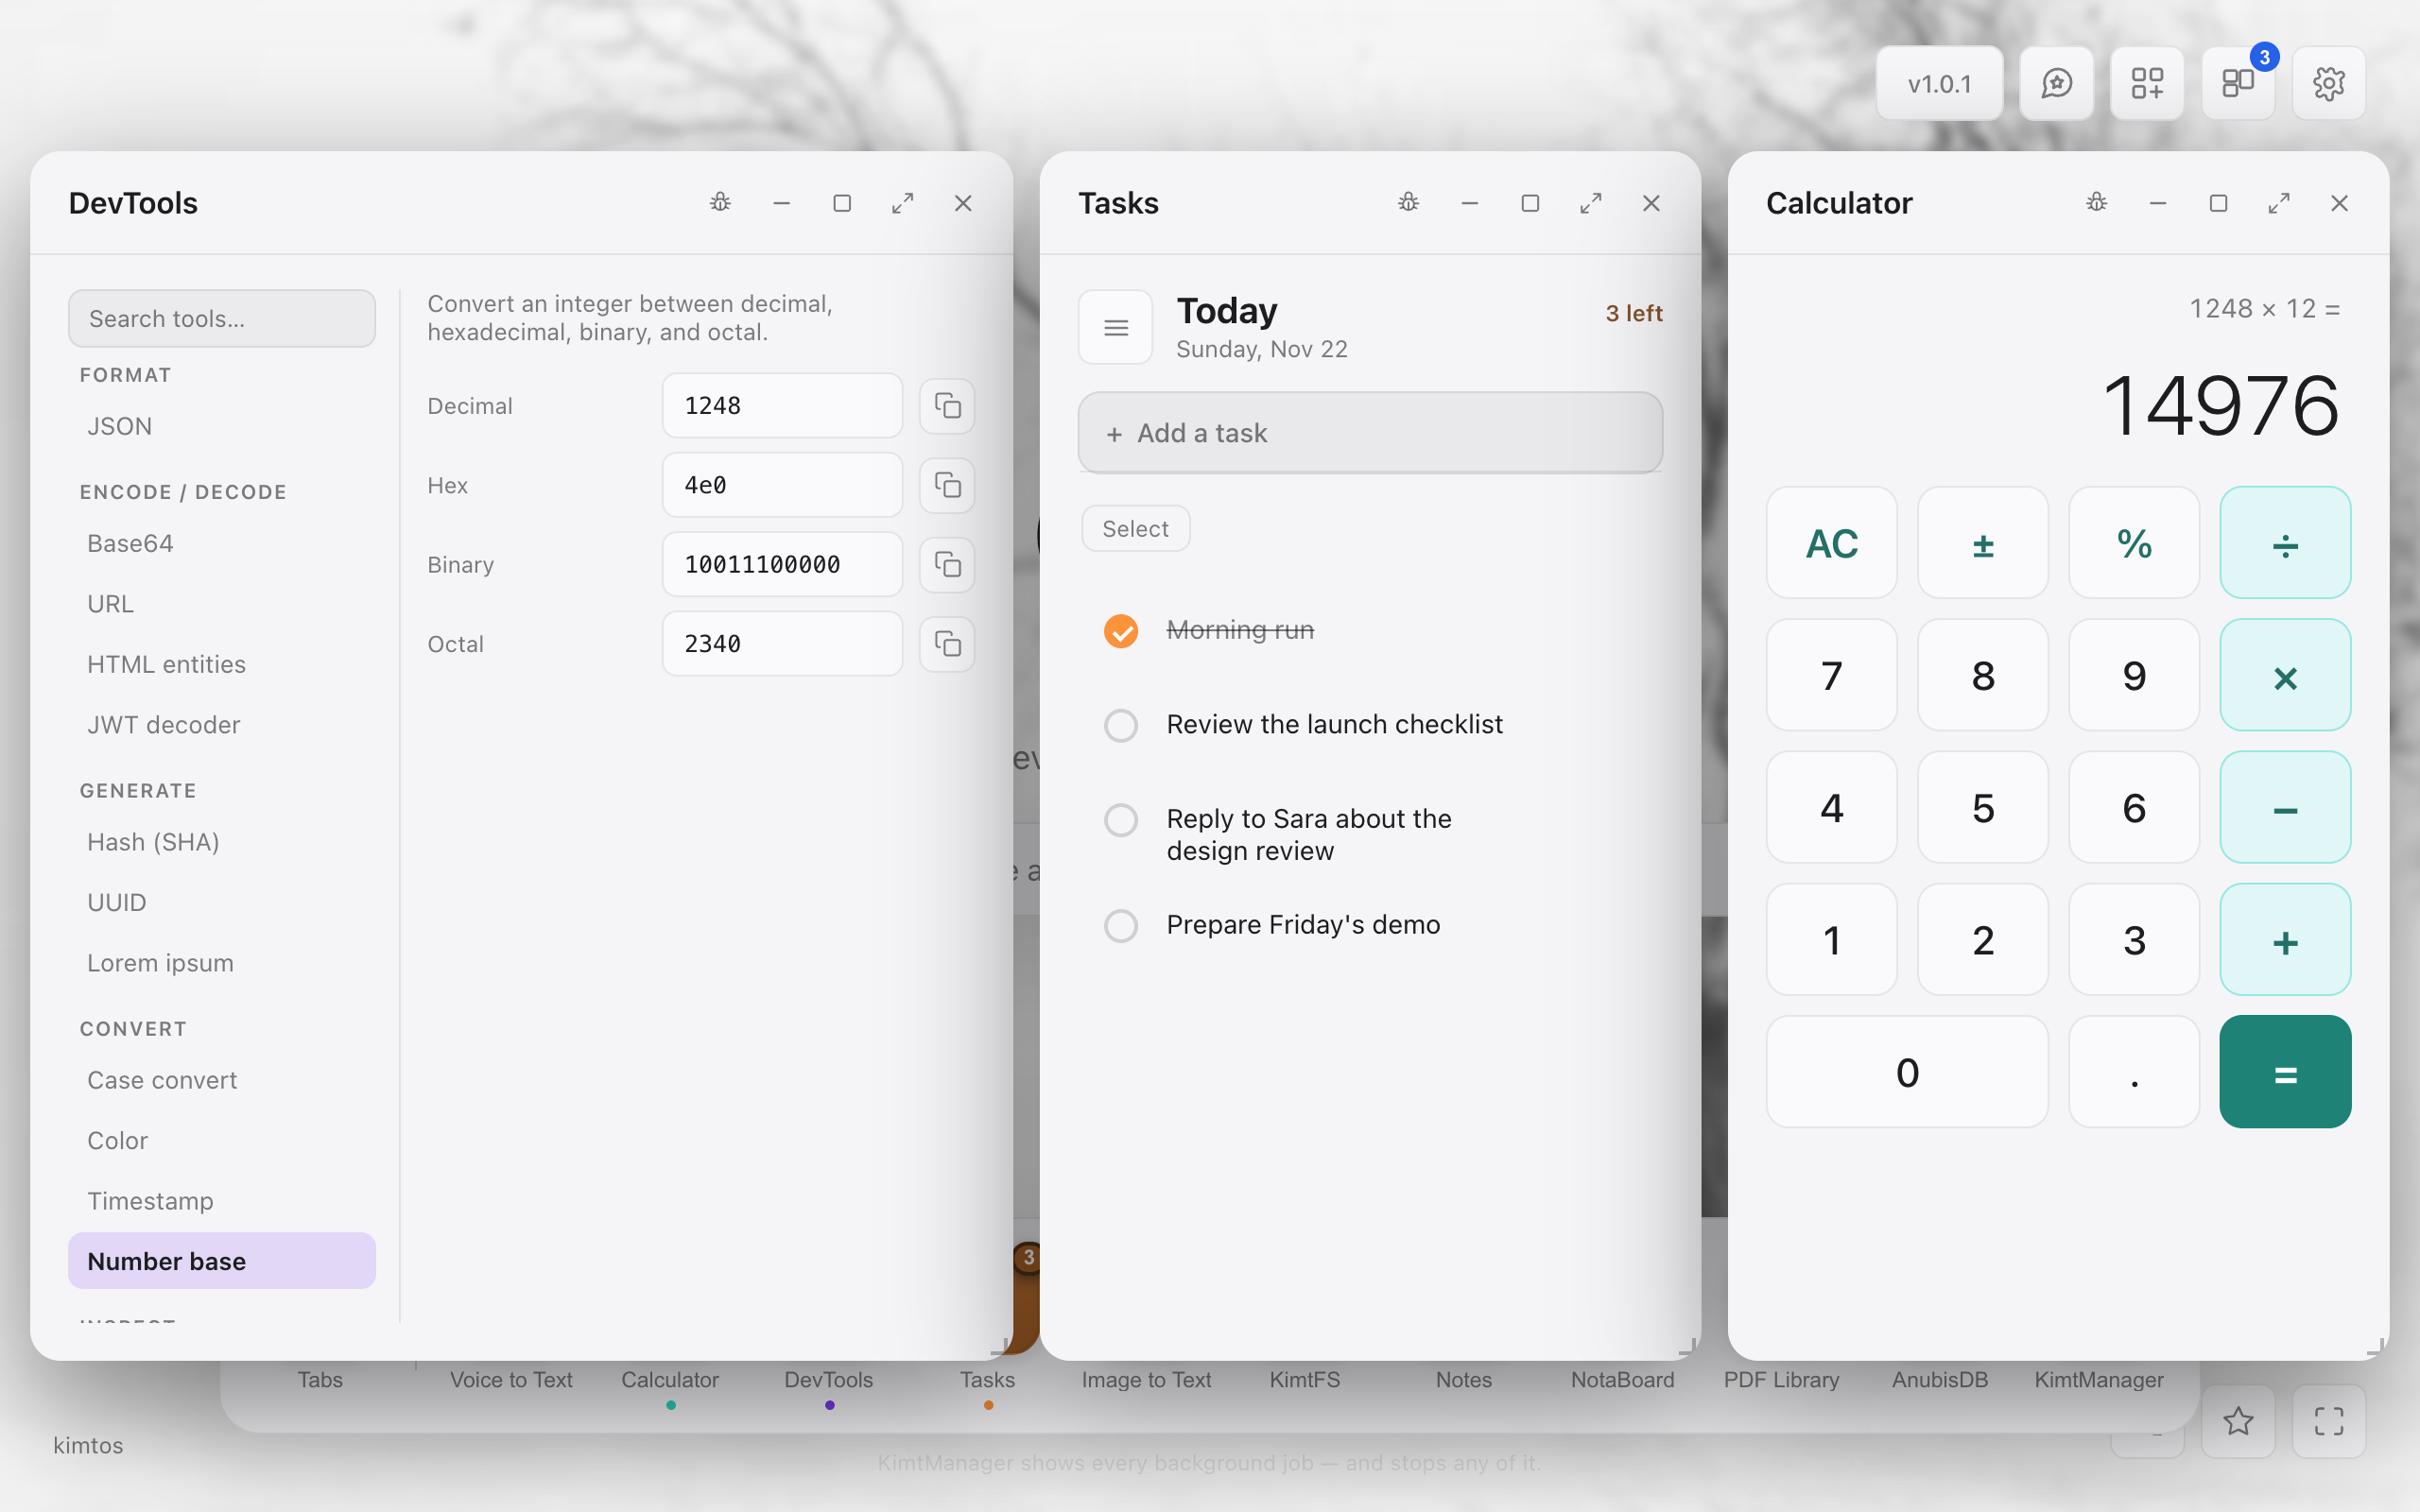 v1.0.1
3
DevTools
Search tools...
FORMAT
JSON
ENCODE / DECODE
Base64
URL
HTML entities
JWT decoder
GENERATE
Hash (SHA)
UUID
Lorem ipsum
CONVERT
Case convert
Color
Timestamp
Number base
Convert an integer between decimal,
hexadecimal, binary, and octal.
Decimal
1248
Hex
4e0
Binary
10011100000
Octal
2340
Tasks
Today
3 left
Sunday, Nov 22
+ Add a task
Select
Morning run
Review the launch checklist
Reply to Sara about the
design review
Prepare Friday's demo
Calculator
1248 × 12 =
14976
AC ± % ÷
7 8 9 ×
4 5 6 −
1 2 3 +
0 . =
3
Tabs
Voice to Text
Calculator
DevTools
Tasks
Image to Text
KimtFS
Notes
NotaBoard
PDF Library
AnubisDB
KimtManager
kimtos
KimtManager shows every background job — and stops any of it.